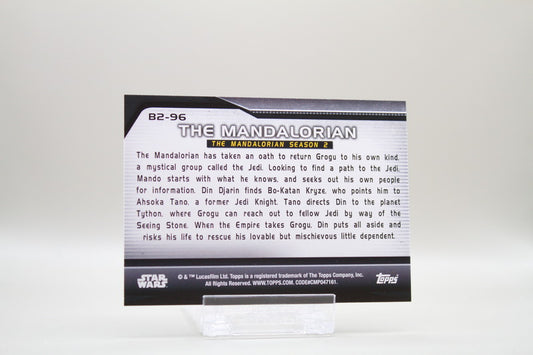 B2-96
THE MANDALORIAN
THE MANDALORIAN SEASON 2
The Mandalorian has taken an oath to return Grogu to his own kind,
a mystical group called the Jedi. Looking to find a path to the Jedi,
Mando starts with what he knows, and seeks out his own people
for information. Din Djarin finds Bo-Katan Kryze, who points him to
Ahsoka Tano, a former Jedi Knight. Tano directs Din to the planet
Tython, where Grogu can reach out to fellow Jedi by way of the
Seeing Stone. When the Empire takes Grogu, Din puts all aside and
risks his life to rescue his lovable but mischievous little dependent.
STAR WARS
© & ™ Lucasfilm Ltd. Topps is a registered trademark of The Topps Company, Inc.
All Rights Reserved. WWW.TOPPS.COM. CODE#CMP047161.
TOPPS